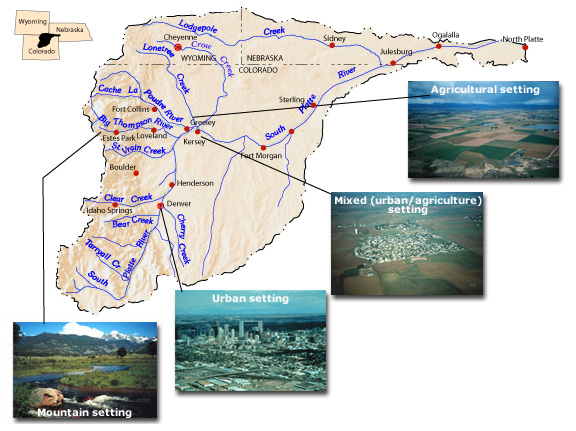 Wyoming
Nebraska
Colorado
Lodgepole Creek
Cheyenne
Crow Creek
Lonetree Creek
Sidney
Ogalalla
North Platte
Julesburg
WYOMING
NEBRASKA
COLORADO
Cache La Poudre River
Fort Collins
Sterling
South Platte River
Agricultural setting
Big Thompson River
Greeley
Estes Park
Loveland
Kersey
St. Vrain Creek
Fort Morgan
Boulder
Henderson
Clear Creek
Idaho Springs
Denver
Bear Creek
Cherry Creek
Tarryall Cr
South Platte River
Mixed (urban/agriculture)
setting
Urban setting
Mountain setting